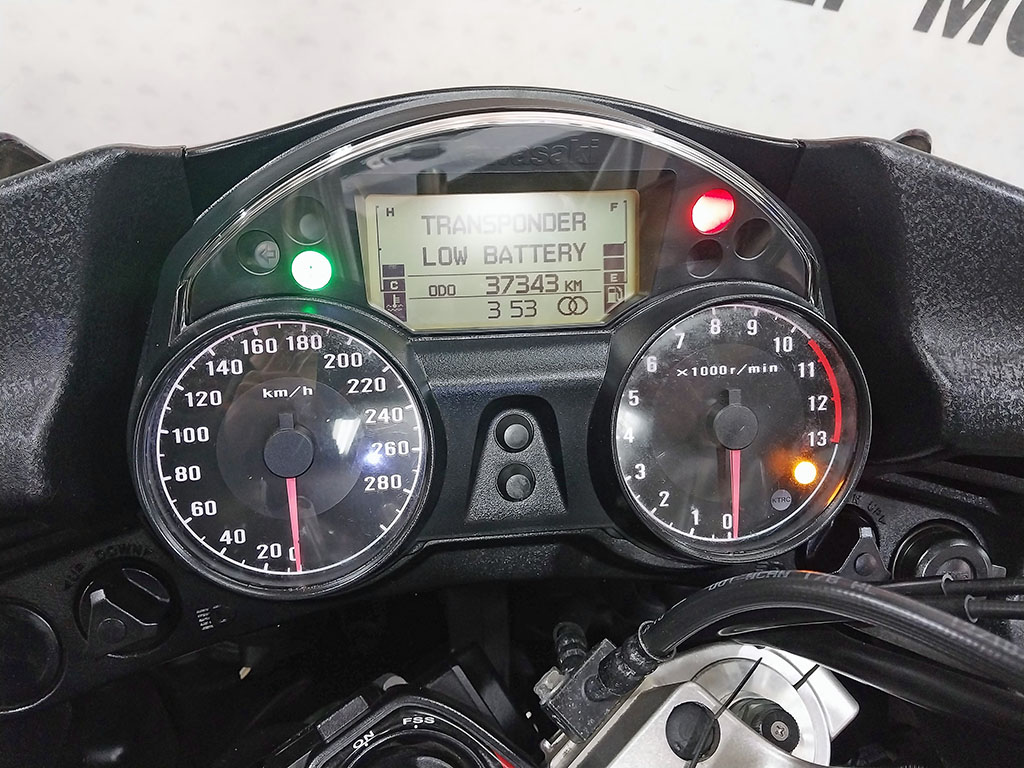 MO
Kawasaki
H F
TRANSPONDER
LOW BATTERY
C ODO 37343 KM E
3 53
km/h
0 20 40 60 80 100 120 140 160 180 200 220 240 260 280
x1000r/min
0 1 2 3 4 5 6 7 8 9 10 11 12 13
KTRC
FSS
ON